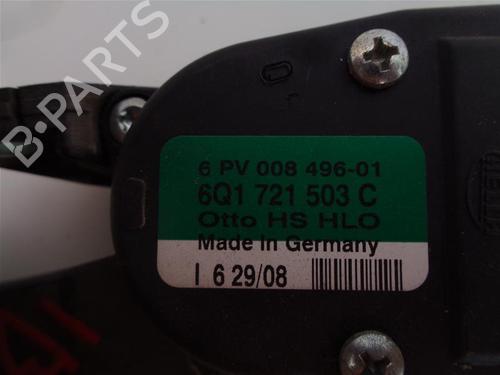 B-PARTS
6 PV 008 496-01
6Q1 721 503 C
Otto HS HLO
Made in Germany
I 6 29/08